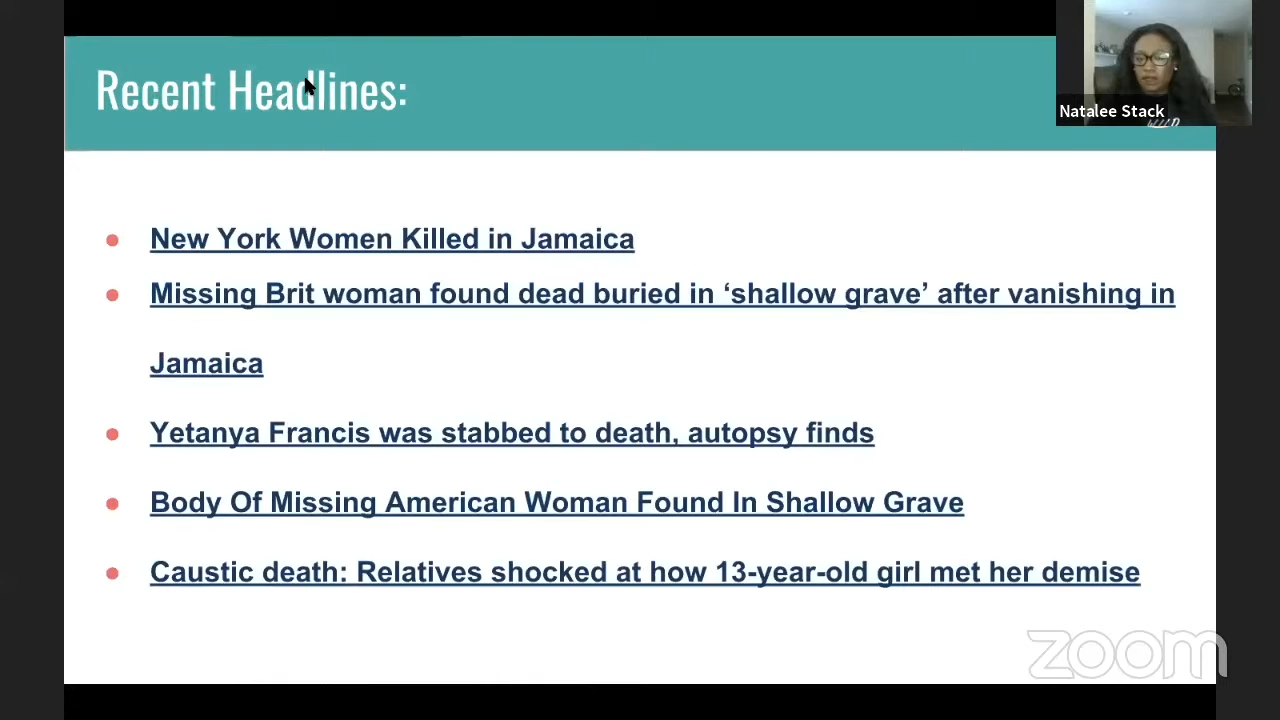 Recent Headlines:
Natalee Stack
New York Women Killed in Jamaica
Missing Brit woman found dead buried in ‘shallow grave’ after vanishing in
Jamaica
Yetanya Francis was stabbed to death, autopsy finds
Body Of Missing American Woman Found In Shallow Grave
Caustic death: Relatives shocked at how 13-year-old girl met her demise
zoom